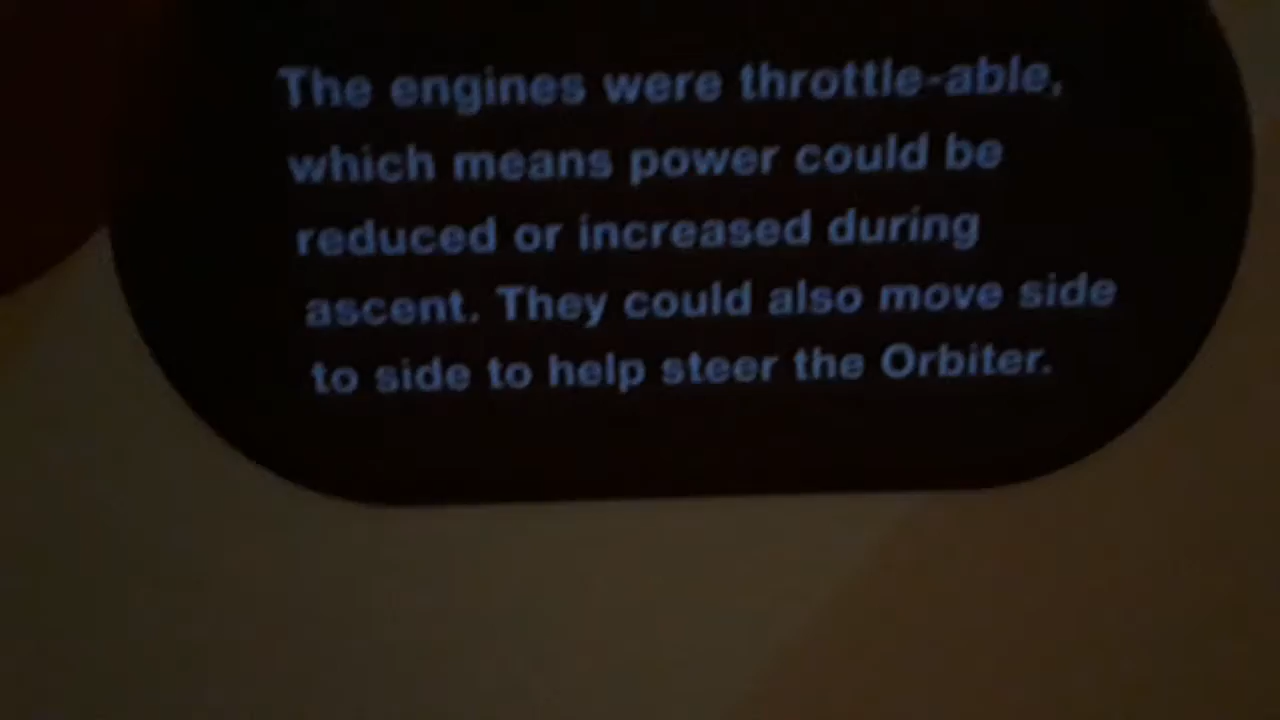 The engines were throttle-able,
which means power could be
reduced or increased during
ascent. They could also move side
to side to help steer the Orbiter.